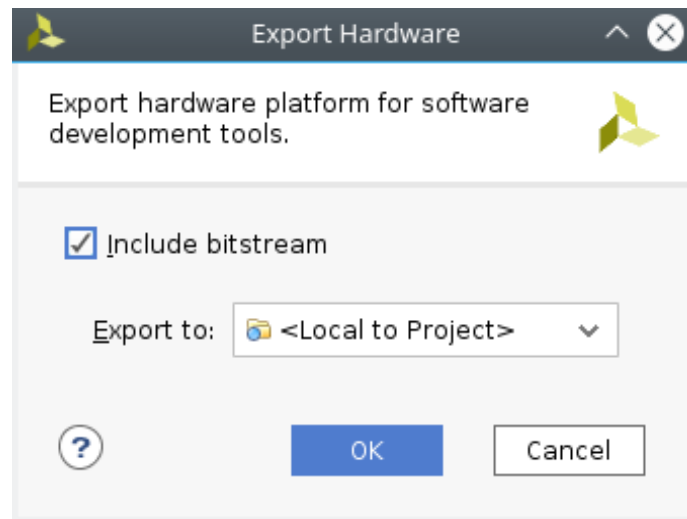 Export Hardware
Export hardware platform for software
development tools.
Include bitstream
Export to: <Local to Project>
?
OK Cancel